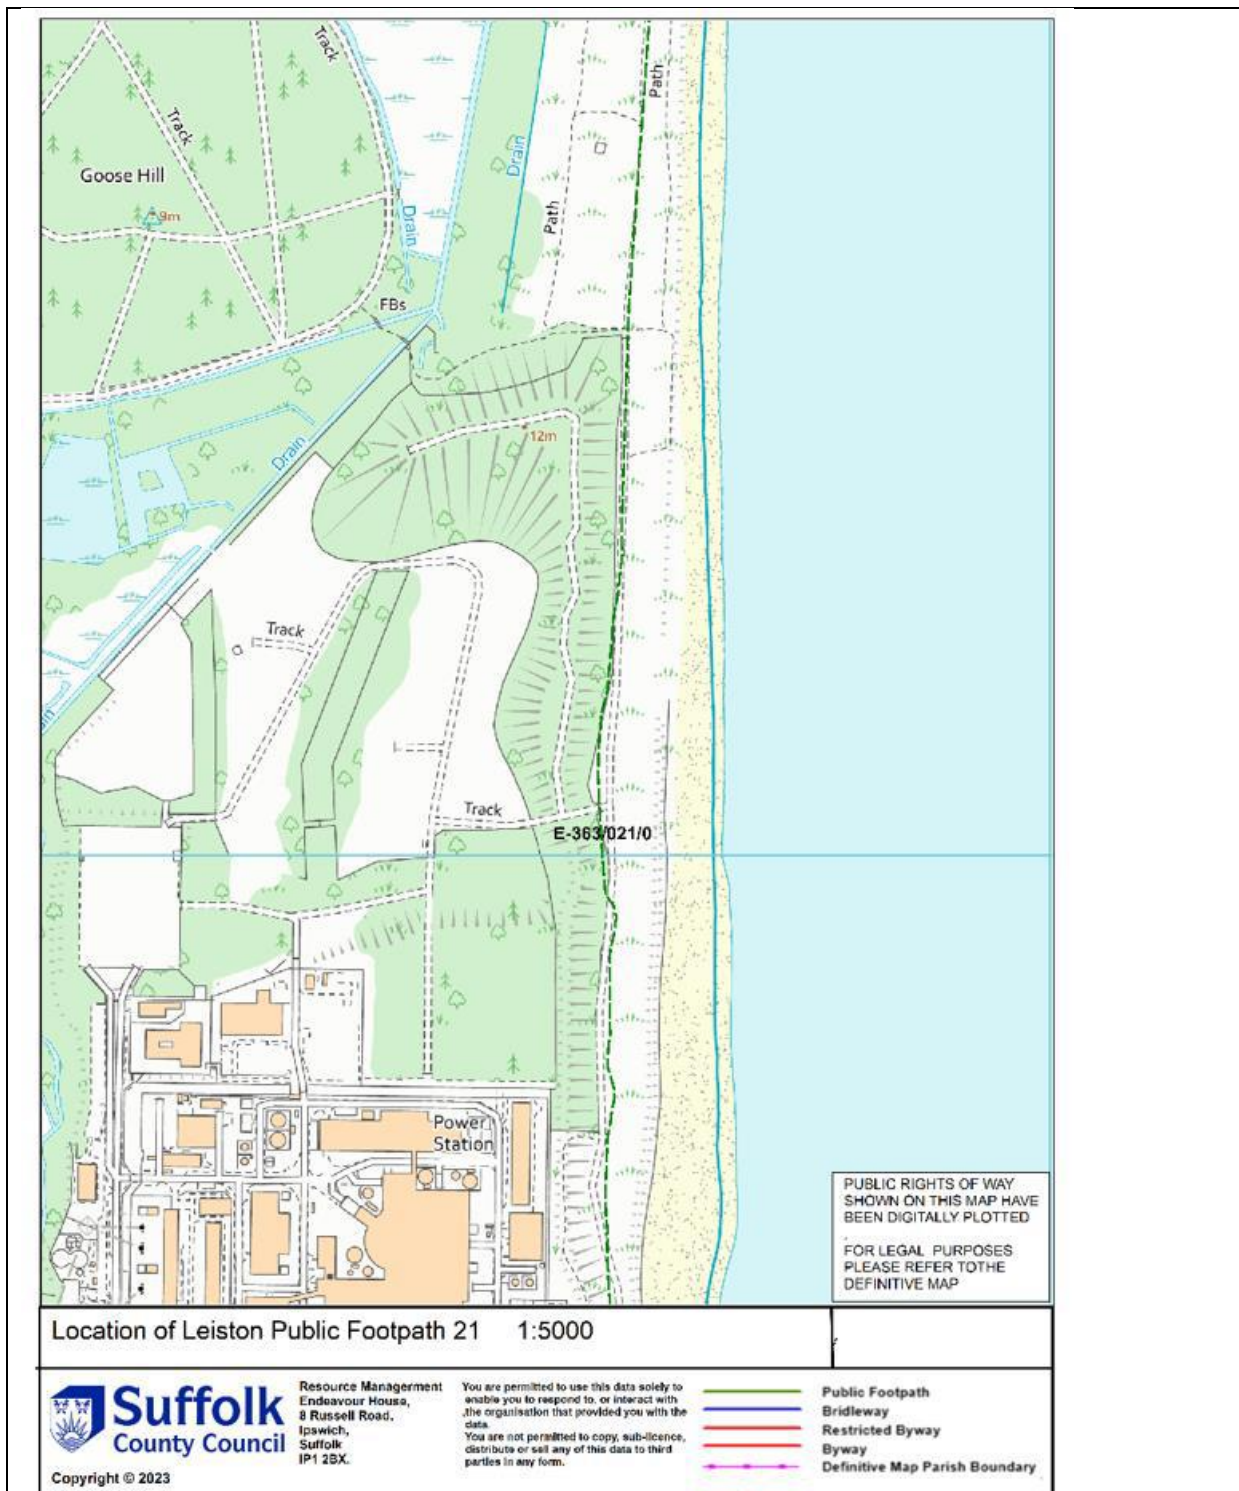 Track
Path
Track
Drain
Goose Hill
9m
Path
Drain
FBs
12m
Drain
Track
Track
E-363/021/0
Power
Station
PUBLIC RIGHTS OF WAY
SHOWN ON THIS MAP HAVE
BEEN DIGITALLY PLOTTED
FOR LEGAL PURPOSES
PLEASE REFER TOTHE
DEFINITIVE MAP
Location of Leiston Public Footpath 21 1:5000
Suffolk
County Council
Copyright © 2023
Resource Managerment
Endeavour House,
8 Russell Road,
Ipswich,
Suffolk
IP1 2BX.
You are permitted to use this data solely to
enable you to respond to, or interact with
,the organisation that provided you with the
data.
You are not permitted to copy, sub-licence,
distribute or sell any of this data to third
parties in any form.
Public Footpath
Bridleway
Restricted Byway
Byway
Definitive Map Parish Boundary